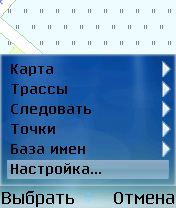 Карта
Трассы
Следовать
Точки
База имен
Настройка...
Выбрать Отмена